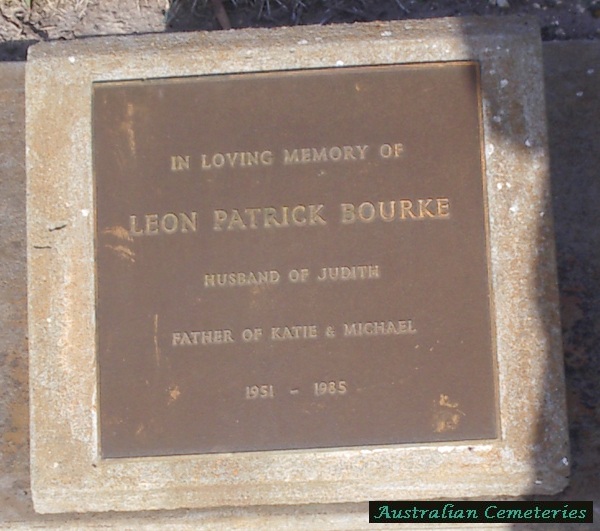 IN LOVING MEMORY OF
LEON PATRICK BOURKE
HUSBAND OF JUDITH
FATHER OF KATIE & MICHAEL
1951 - 1985
Australian Cemeteries